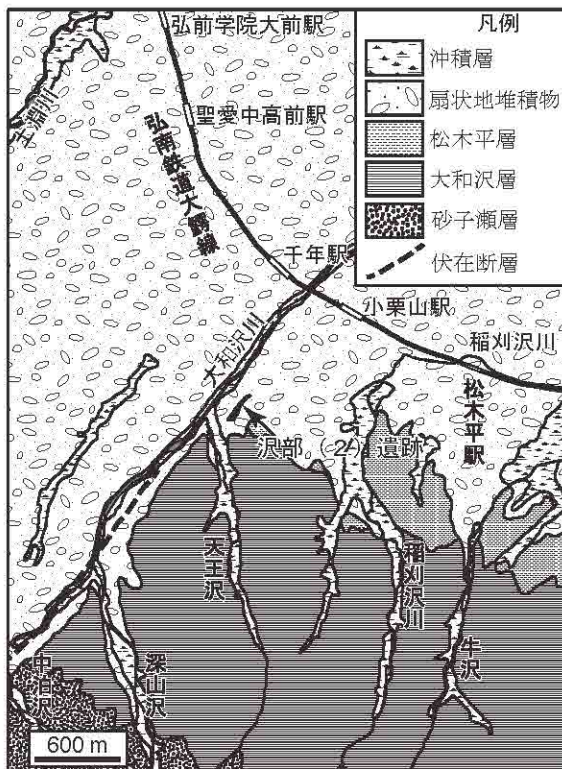 弘前学院大前駅
凡例
沖積層
扇状地堆積物
松木平層
大和沢層
砂子瀬層
伏在断層
土淵川
聖愛中高前駅
弘南鉄道大鰐線
千年駅
小栗山駅
大和沢川
稲刈沢川
松木平駅
沢部（2）遺跡
天王沢
稲刈沢川
牛沢
中泊沢
深山沢
600 m